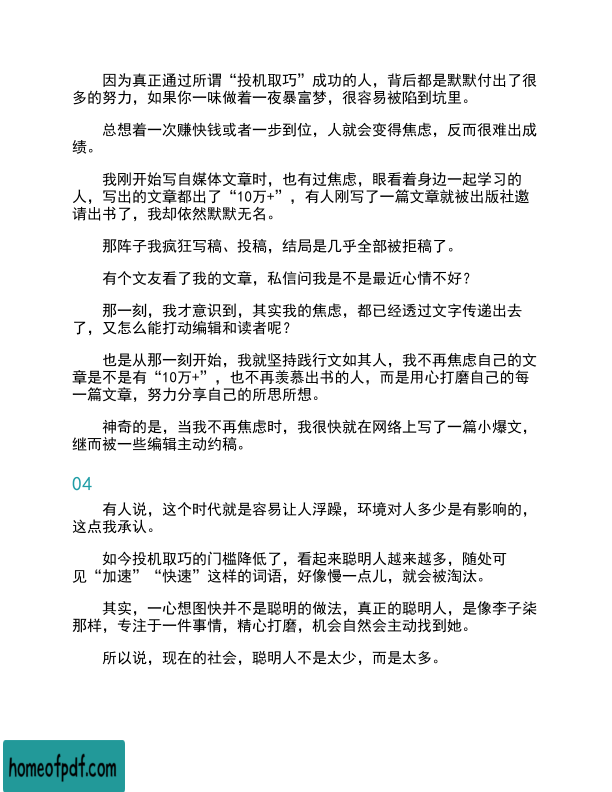 因为真正通过所谓“投机取巧”成功的人，背后都是默默付出了很
多的努力，如果你一味做着一夜暴富梦，很容易被陷到坑里。
总想着一次赚快钱或者一步到位，人就会变得焦虑，反而很难出成
绩。
我刚开始写自媒体文章时，也有过焦虑，眼看着身边一起学习的
人，写出的文章都出了“10万+”，有人刚写了一篇文章就被出版社邀
请出书了，我却依然默默无名。
那阵子我疯狂写稿、投稿，结局是几乎全部被拒稿了。
有个文友看了我的文章，私信问我是不是最近心情不好？
那一刻，我才意识到，其实我的焦虑，都已经透过文字传递出去
了，又怎么能打动编辑和读者呢？
也是从那一刻开始，我就坚持践行文如其人，我不再焦虑自己的文
章是不是有“10万+”，也不再羡慕出书的人，而是用心打磨自己的每
一篇文章，努力分享自己的所思所想。
神奇的是，当我不再焦虑时，我很快就在网络上写了一篇小爆文，
继而被一些编辑主动约稿。
04
有人说，这个时代就是容易让人浮躁，环境对人多少是有影响的，
这点我承认。
如今投机取巧的门槛降低了，看起来聪明人越来越多，随处可
见“加速”“快速”这样的词语，好像慢一点儿，就会被淘汰。
其实，一心想图快并不是聪明的做法，真正的聪明人，是像李子柒
那样，专注于一件事情，精心打磨，机会自然会主动找到她。
所以说，现在的社会，聪明人不是太少，而是太多。
homeofpdf.com